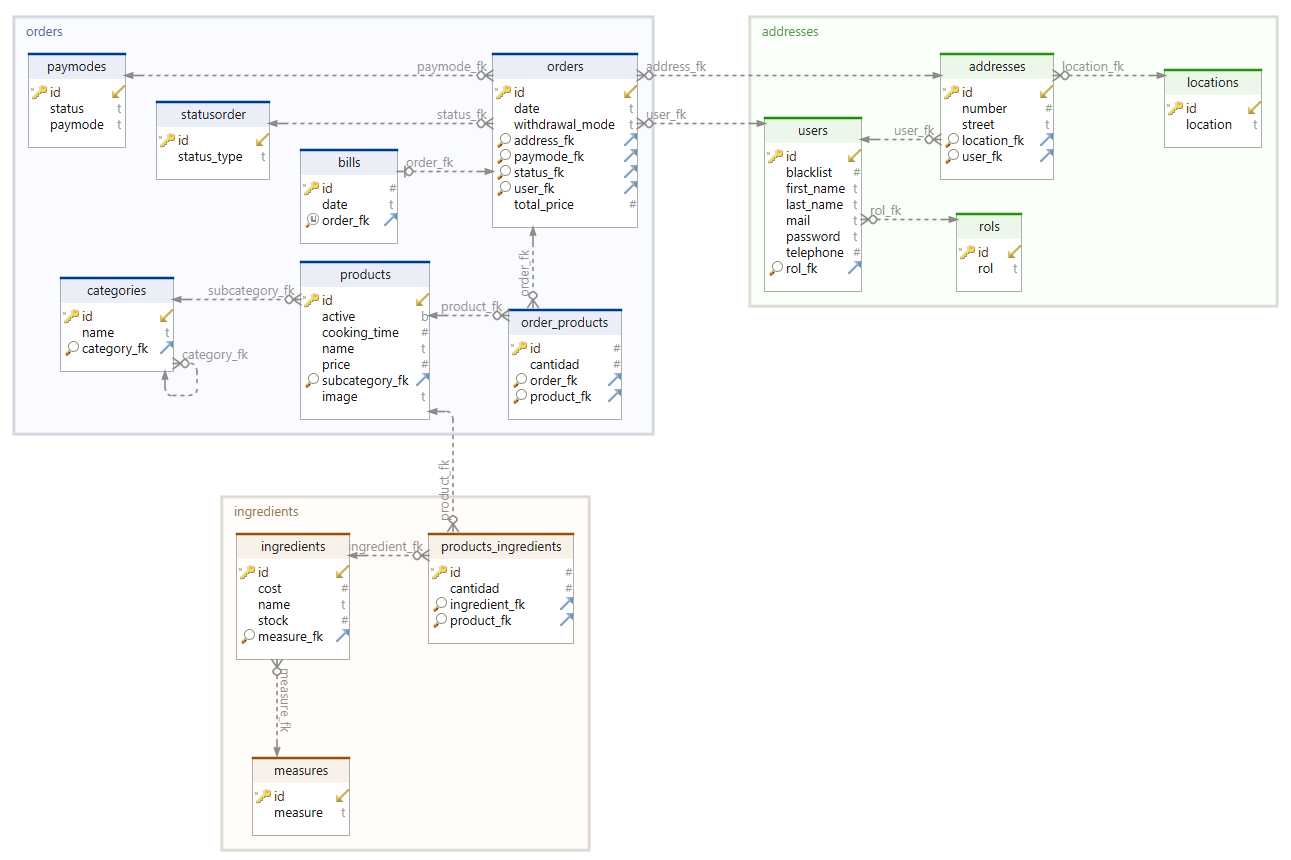 orders
paymodes
id
status t
paymode t
paymode_fk
statusorder
id
status_type t
status_fk
bills
id #
date t
order_fk
order_fk
orders
id
date t
withdrawal_mode t
address_fk
paymode_fk
status_fk
user_fk
total_price #
address_fk
user_fk
categories
id
name t
category_fk
category_fk
subcategory_fk
products
id
active b
cooking_time #
name t
price #
subcategory_fk
image t
product_fk
order_fk
order_products
id #
cantidad #
order_fk
product_fk
addresses
users
id
blacklist #
first_name t
last_name t
mail t
password t
telephone #
rol_fk
user_fk
rol_fk
addresses
id
number #
street t
location_fk
user_fk
location_fk
locations
id
location t
rols
id
rol t
product_fk
ingredients
ingredients
id
cost #
name t
stock #
measure_fk
ingredient_fk
products_ingredients
id #
cantidad #
ingredient_fk
product_fk
measure_fk
measures
id
measure t